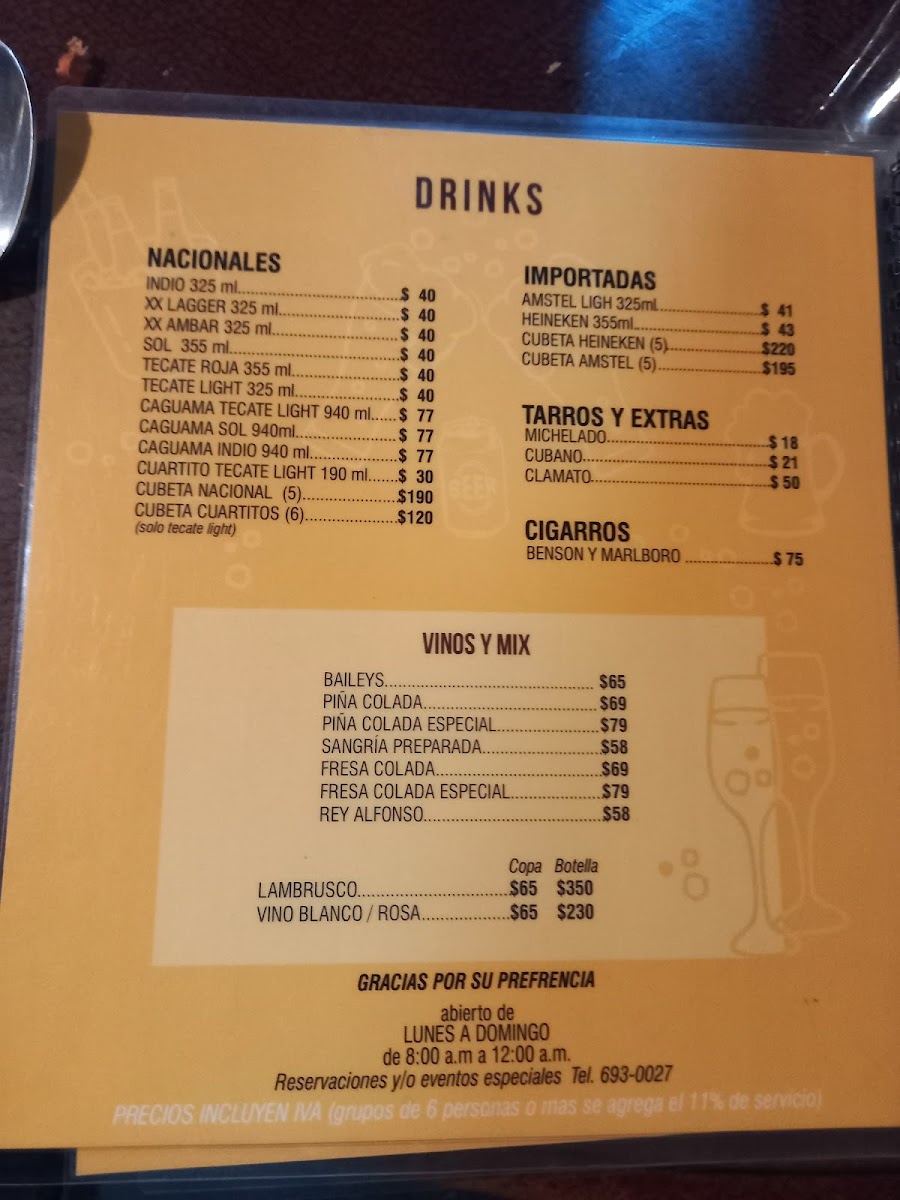 DRINKS
NACIONALES
INDIO 325 ml..............................$ 40
XX LAGGER 325 ml......................$ 40
XX AMBAR 325 ml.......................$ 40
SOL 355 ml................................$ 40
TECATE ROJA 355 ml...................$ 40
TECATE LIGHT 325 ml..................$ 40
CAGUAMA TECATE LIGHT 940 ml......$ 77
CAGUAMA SOL 940ml..................$ 77
CAGUAMA INDIO 940 ml...............$ 77
CUARTITO TECATE LIGHT 190 ml.......$ 30
CUBETA NACIONAL (5)..................$190
CUBETA CUARTITOS (6)..................$120
(solo tecate light)
IMPORTADAS
AMSTEL LIGH 325ml....................$ 41
HEINEKEN 355ml........................$ 43
CUBETA HEINEKEN (5)..................$220
CUBETA AMSTEL (5)....................$195
TARROS Y EXTRAS
MICHELADO...............................$ 18
CUBANO....................................$ 21
CLAMATO..................................$ 50
CIGARROS
BENSON Y MARLBORO .................$ 75
BEER
VINOS Y MIX
BAILEYS........................................ $65
PIÑA COLADA.................................$69
PIÑA COLADA ESPECIAL...................$79
SANGRÍA PREPARADA......................$58
FRESA COLADA...............................$69
FRESA COLADA ESPECIAL.................$79
REY ALFONSO.................................$58
Copa Botella
LAMBRUSCO.............................$65 $350
VINO BLANCO / ROSA.................$65 $230
GRACIAS POR SU PREFRENCIA
abierto de
LUNES A DOMINGO
de 8:00 a.m a 12:00 a.m.
Reservaciones y/o eventos especiales Tel. 693-0027
PRECIOS INCLUYEN IVA (grupos de 6 personas o mas se agrega el 11% de servicio)